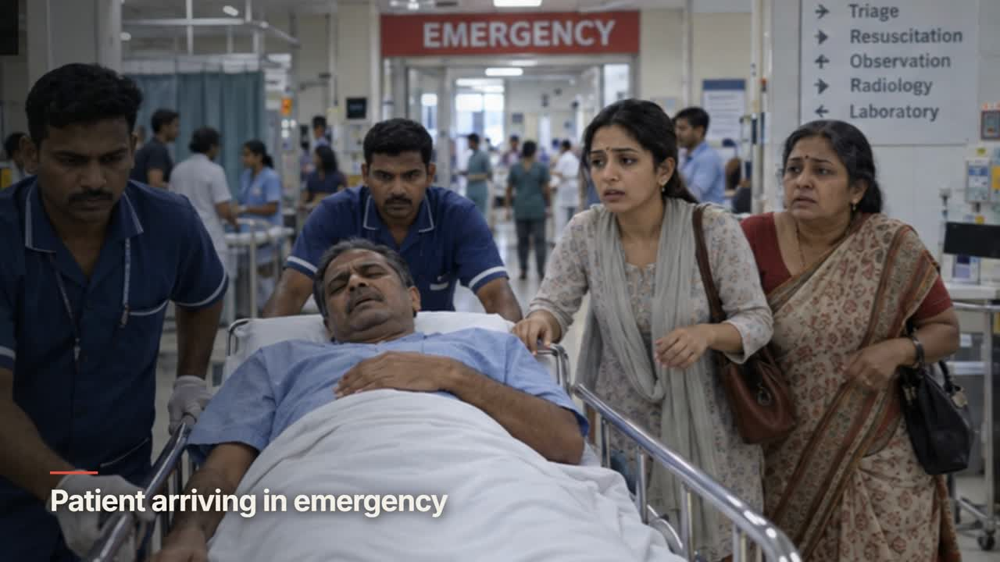 EMERGENCY
Triage
Resuscitation
Observation
Radiology
Laboratory
Patient arriving in emergency